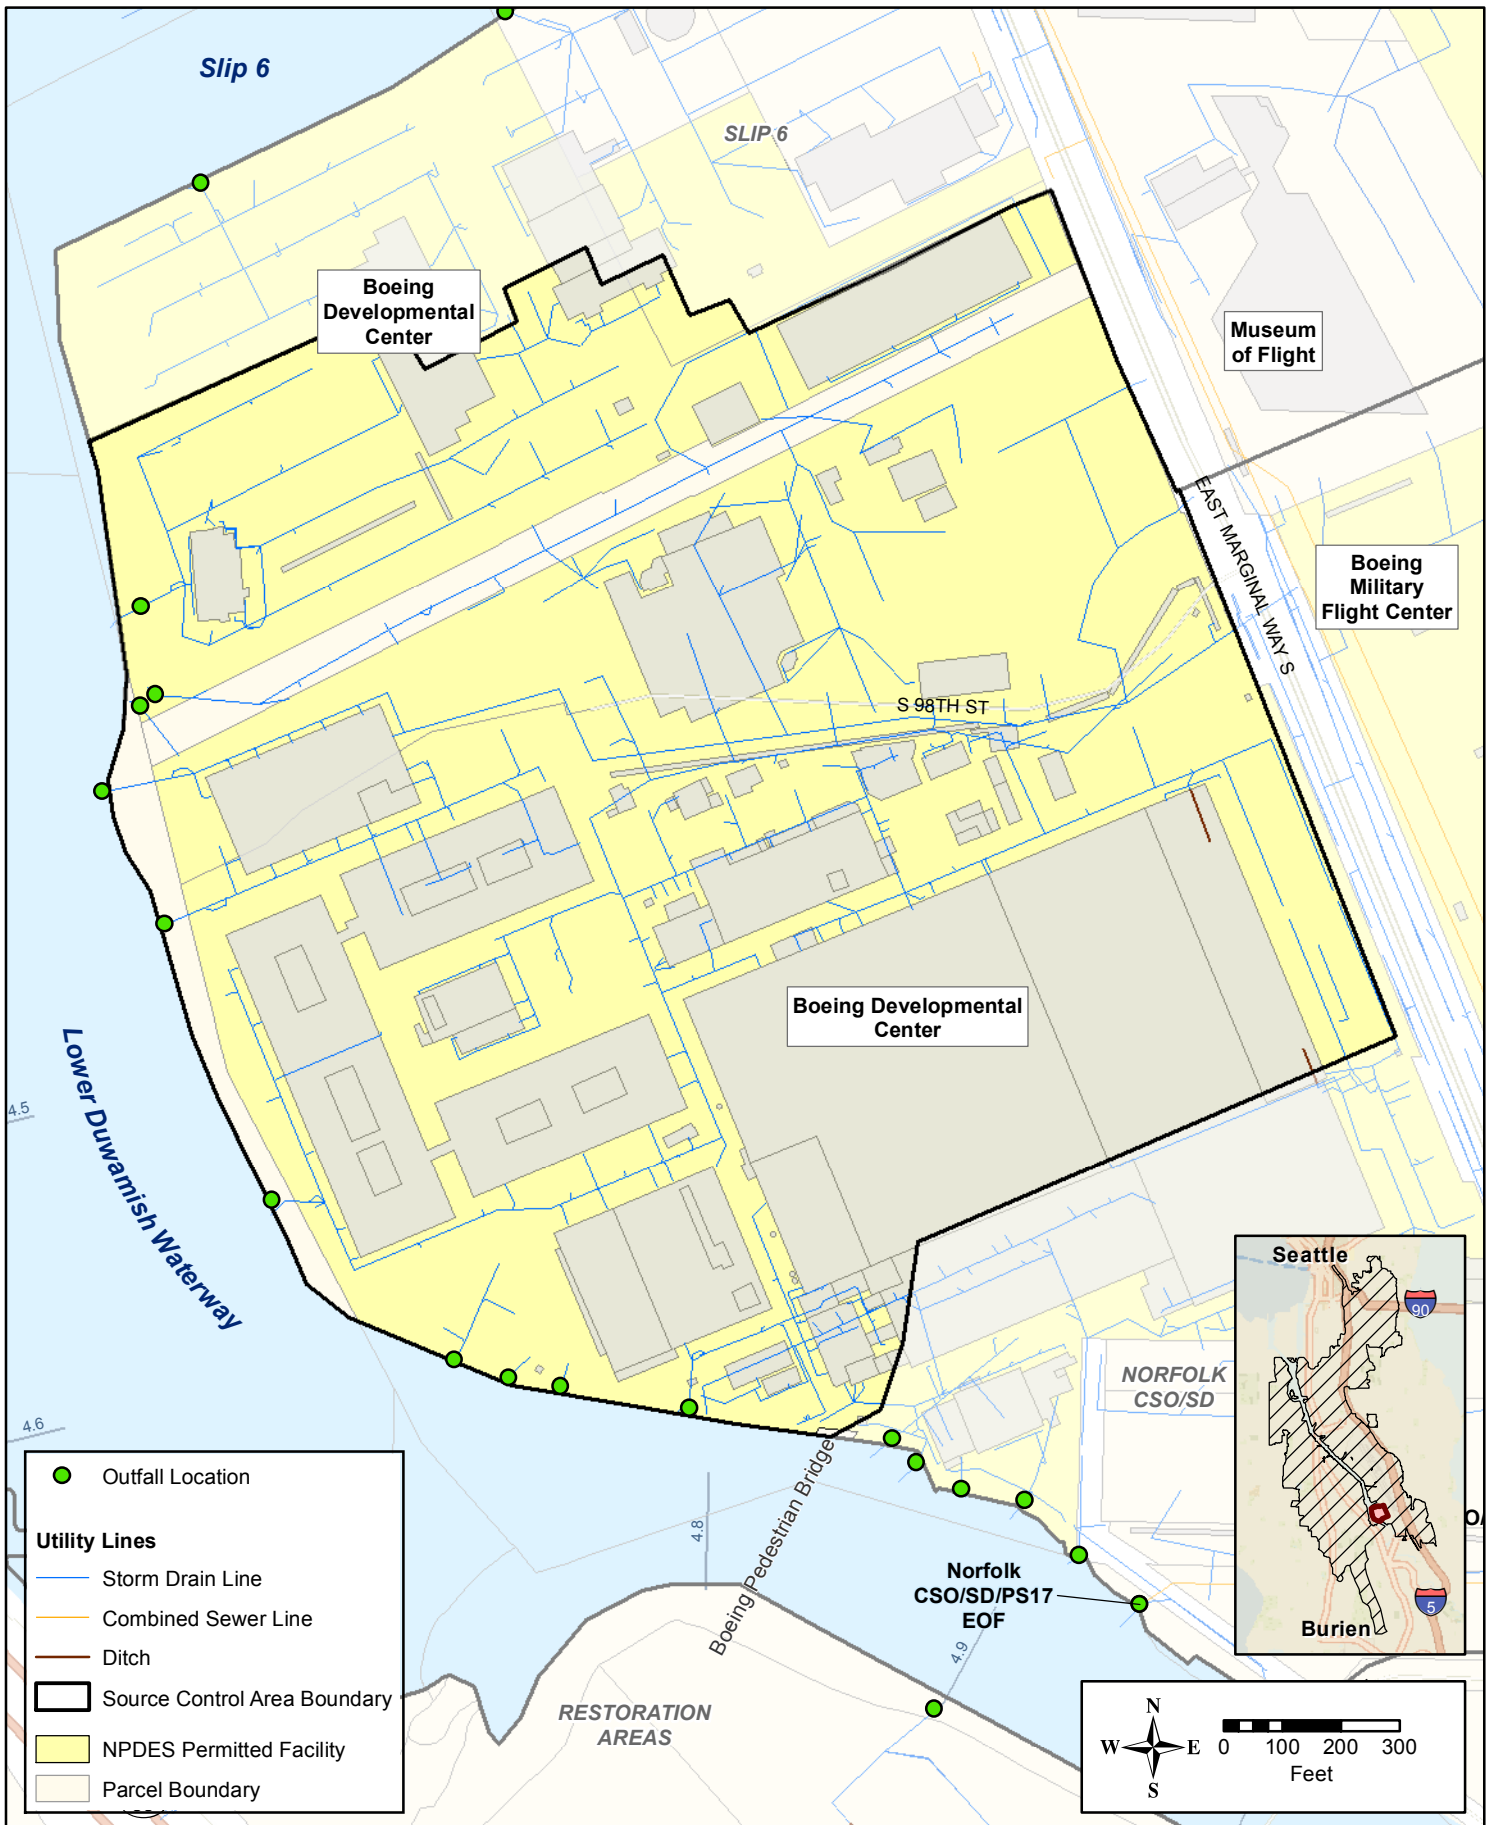 Slip 6
SLIP 6
Boeing
Developmental
Center
Museum
of Flight
EAST MARGINAL WAY S
Boeing
Military
Flight Center
S 98TH ST
Boeing Developmental
Center
Lower Duwamish Waterway
4.5
4.6
4.8
4.9
Boeing Pedestrian Bridge
NORFOLK
CSO/SD
Norfolk
CSO/SD/PS17
EOF
RESTORATION
AREAS
Outfall Location
Utility Lines
Storm Drain Line
Combined Sewer Line
Ditch
Source Control Area Boundary
NPDES Permitted Facility
Parcel Boundary
Seattle
90
5
Burien
N
W E
S
0 100 200 300
Feet